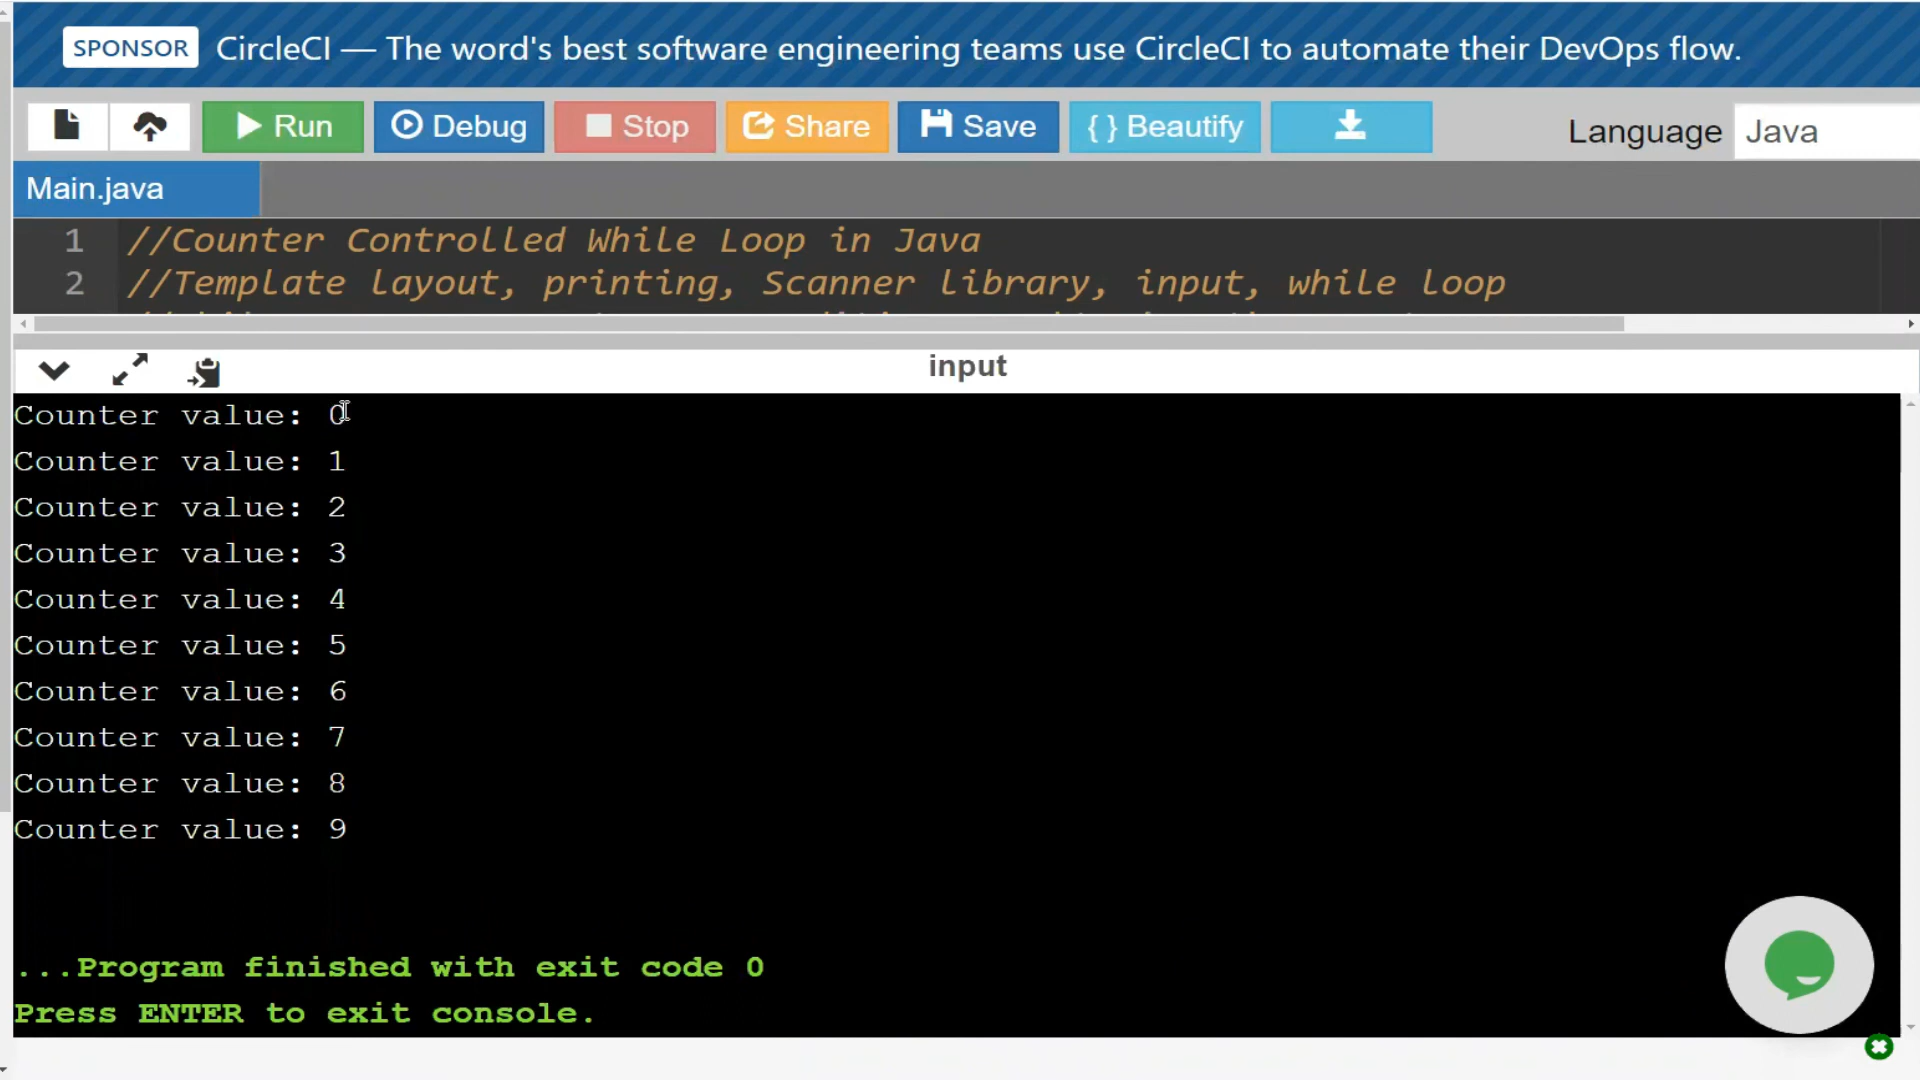 SPONSOR CircleCI — The word's best software engineering teams use CircleCI to automate their DevOps flow.
Run Debug Stop Share Save { } Beautify Language Java
Main.java
1 //Counter Controlled While Loop in Java
2 //Template layout, printing, Scanner library, input, while loop
input
Counter value: 0
Counter value: 1
Counter value: 2
Counter value: 3
Counter value: 4
Counter value: 5
Counter value: 6
Counter value: 7
Counter value: 8
Counter value: 9
...Program finished with exit code 0
Press ENTER to exit console.